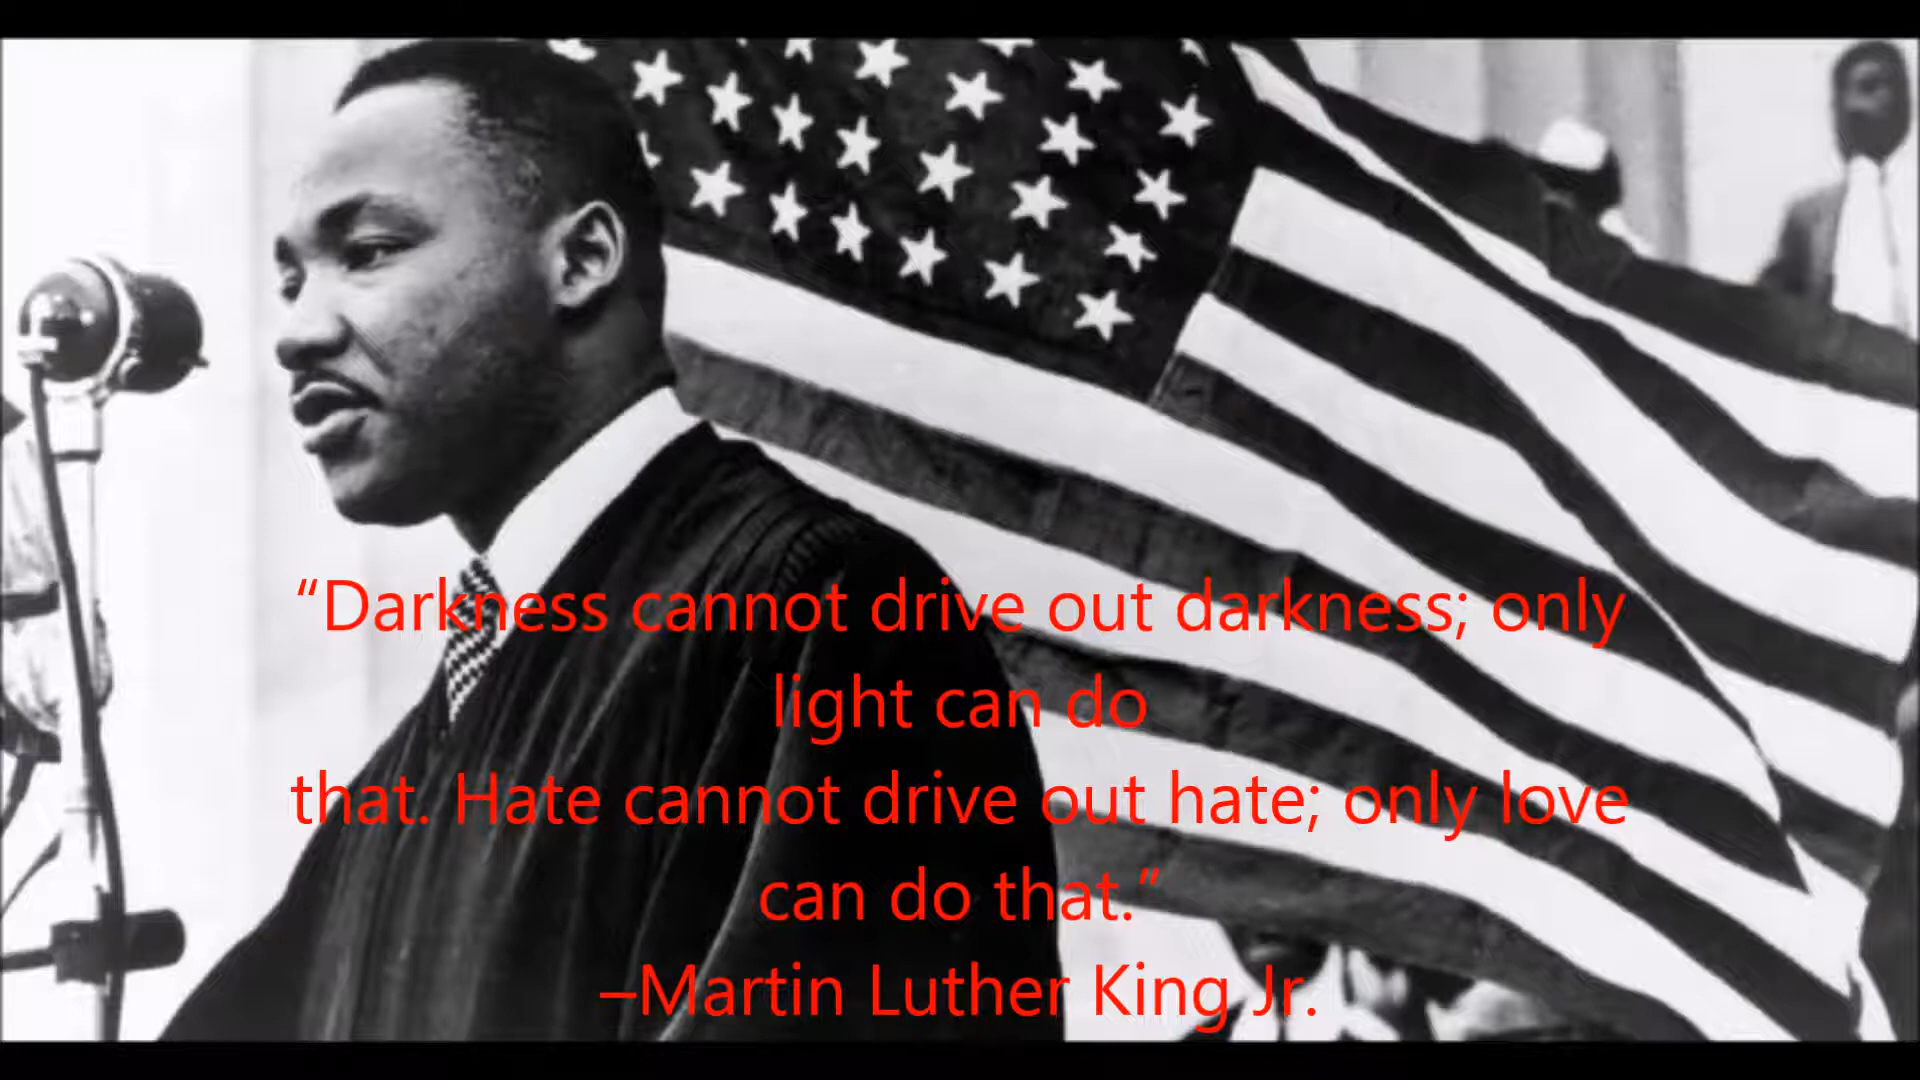 “Darkness cannot drive out darkness; only
light can do
that. Hate cannot drive out hate; only love
can do that.”
–Martin Luther King Jr.